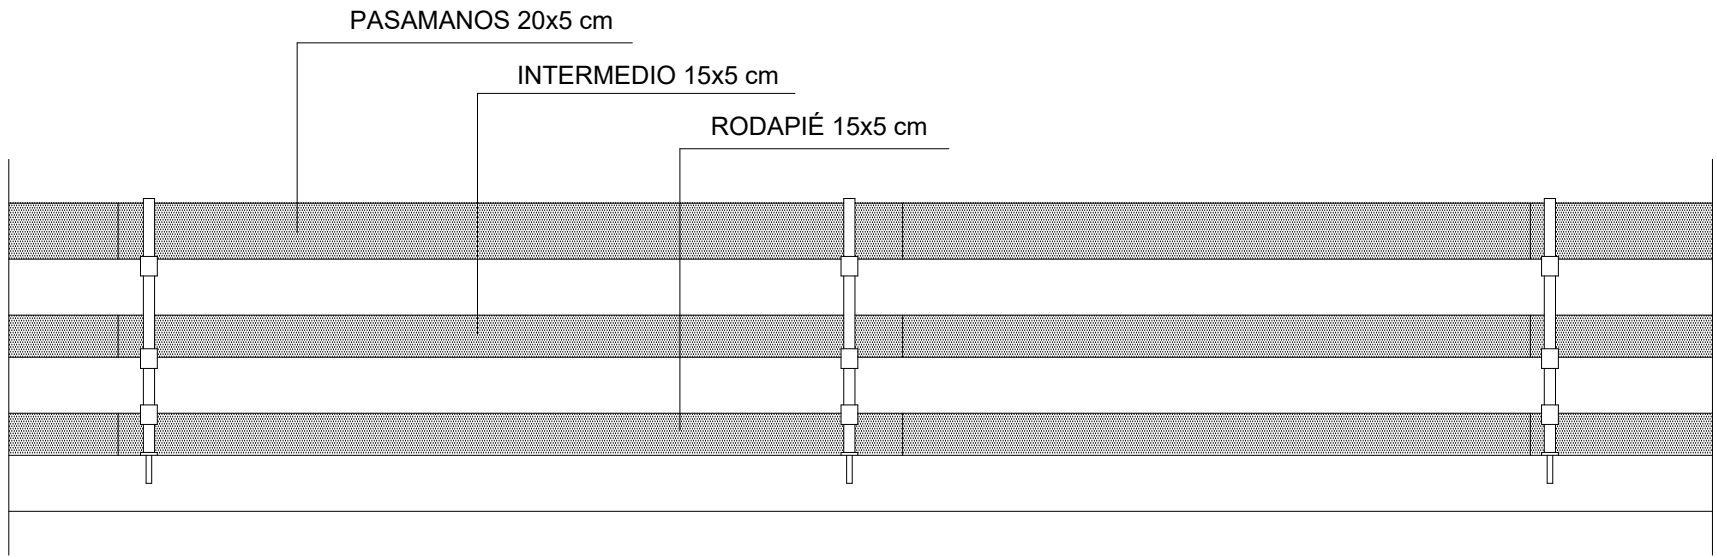 PASAMANOS 20x5 cm
INTERMEDIO 15x5 cm
RODAPIÉ 15x5 cm